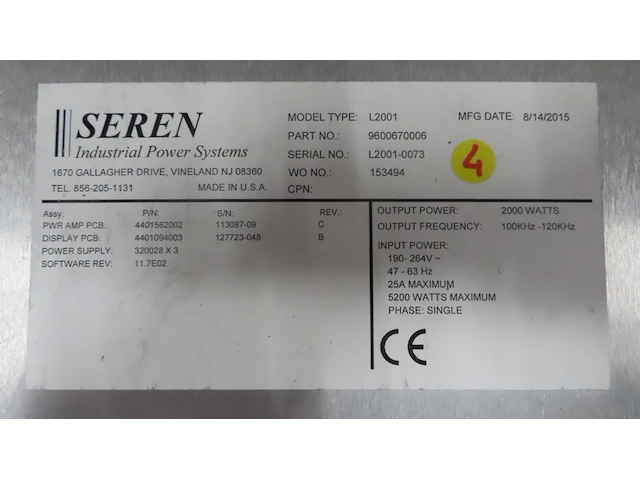 SEREN
Industrial Power Systems
1670 GALLAGHER DRIVE, VINELAND NJ 08360
TEL. 856-205-1131 MADE IN U.S.A.
MODEL TYPE: L2001 MFG DATE: 8/14/2015
PART NO.: 9600670006
SERIAL NO.: L2001-0073
WO NO.: 153494
CPN:
4
Assy: P/N: S/N: REV.:
PWR AMP PCB: 4401562002 113087-09 C
DISPLAY PCB: 4401094003 127723-048 B
POWER SUPPLY: 320028 X 3
SOFTWARE REV: 11.7E02
OUTPUT POWER: 2000 WATTS
OUTPUT FREQUENCY: 100KHz -120KHz
INPUT POWER:
190- 264V ~
47 - 63 Hz
25A MAXIMUM
5200 WATTS MAXIMUM
PHASE: SINGLE
CE